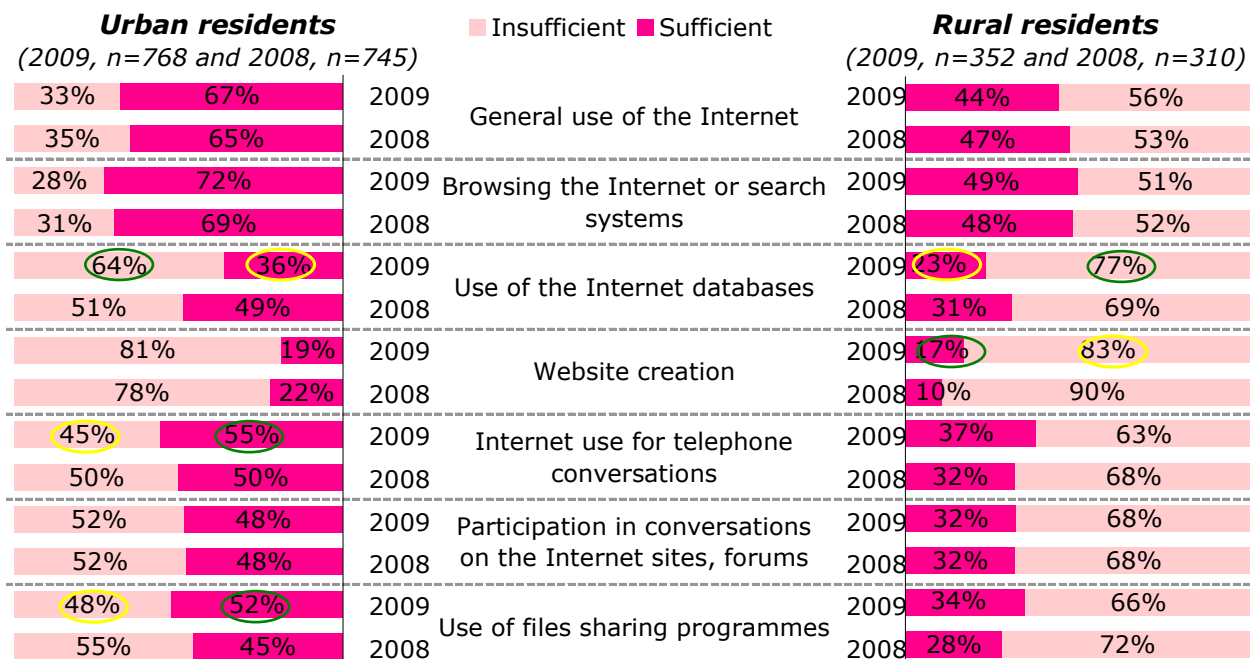 Urban residents
Insufficient Sufficient
Rural residents
(2009, n=768 and 2008, n=745)
(2009, n=352 and 2008, n=310)
33% 67% 2009 General use of the Internet 2009 44% 56%
35% 65% 2008 2008 47% 53%
28% 72% 2009 Browsing the Internet or search systems 2009 49% 51%
31% 69% 2008 2008 48% 52%
64% 36% 2009 Use of the Internet databases 2009 23% 77%
51% 49% 2008 2008 31% 69%
81% 19% 2009 Website creation 2009 17% 83%
78% 22% 2008 2008 10% 90%
45% 55% 2009 Internet use for telephone conversations 2009 37% 63%
50% 50% 2008 2008 32% 68%
52% 48% 2009 Participation in conversations on the Internet sites, forums 2009 32% 68%
52% 48% 2008 2008 32% 68%
48% 52% 2009 Use of files sharing programmes 2009 34% 66%
55% 45% 2008 2008 28% 72%